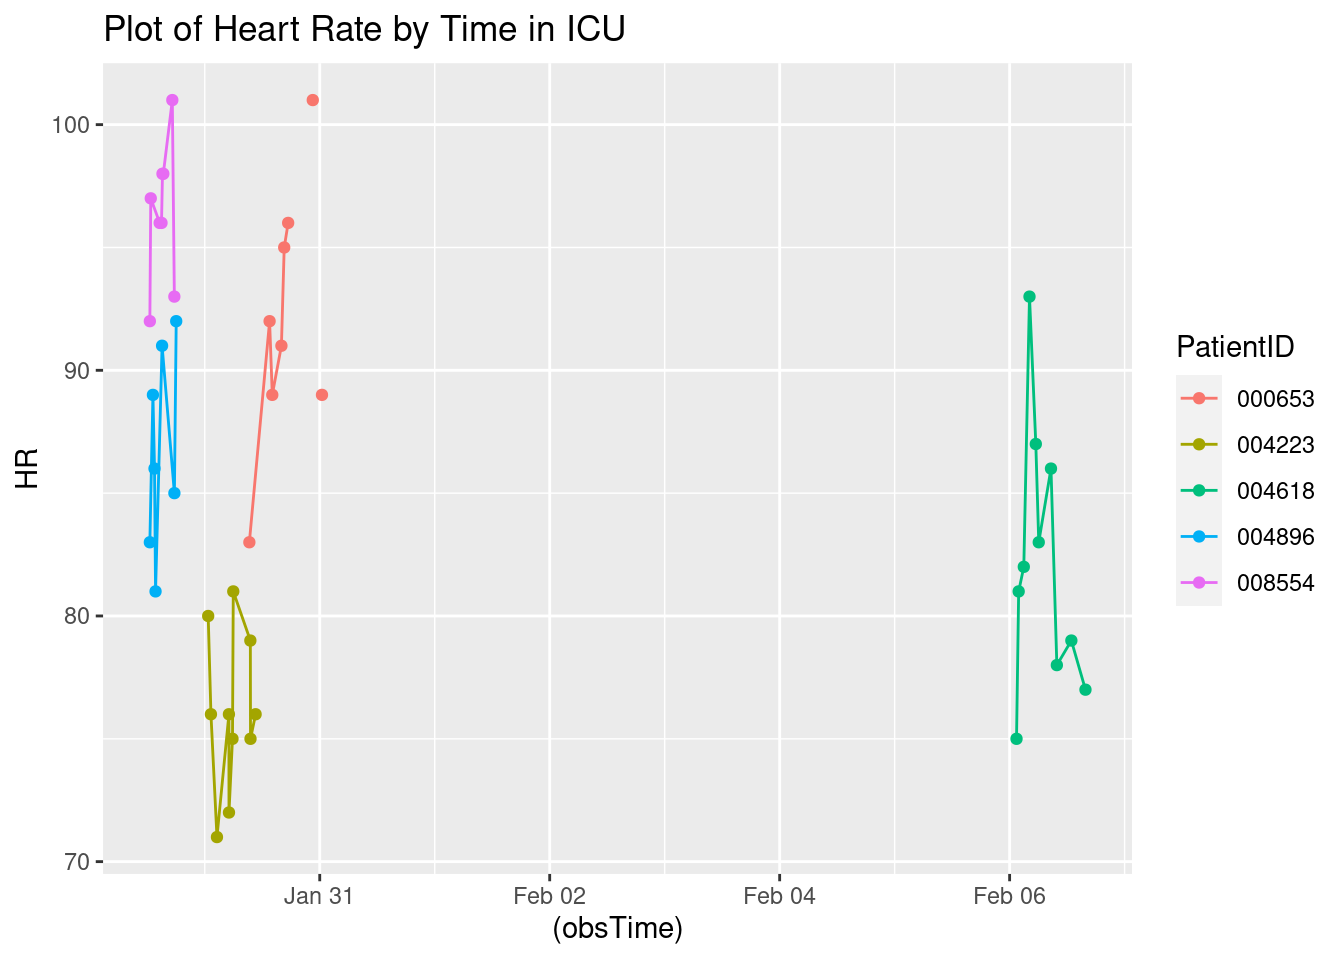 Plot of Heart Rate by Time in ICU
100
90
80
70
HR
Jan 31
Feb 02
Feb 04
Feb 06
(obsTime)
PatientID
000653
004223
004618
004896
008554